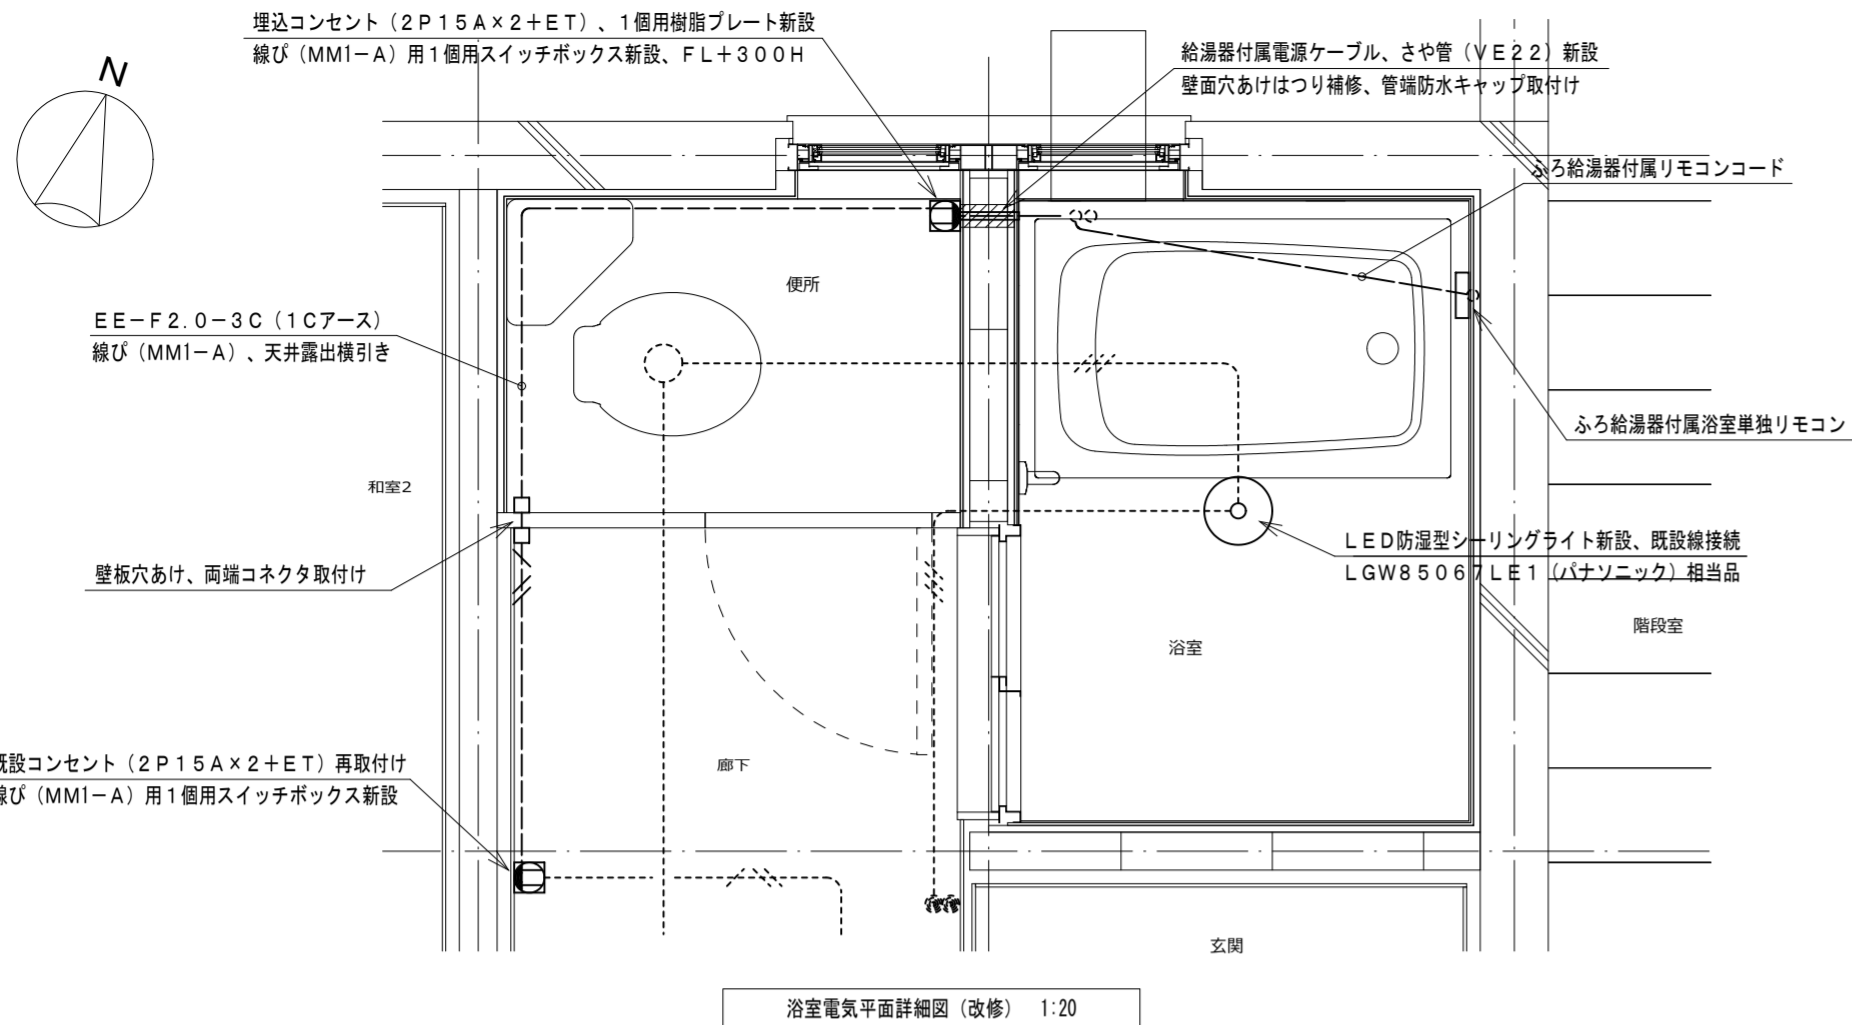 埋込コンセント（２Ｐ１５Ａ×２＋ＥＴ）、１個用樹脂プレート新設
線ぴ（MM1－A）用１個用スイッチボックス新設、ＦＬ＋３００Ｈ
給湯器付属電源ケーブル、さや管（ＶＥ２２）新設
壁面穴あけはつり補修、管端防水キャップ取付け
N
ふろ給湯器付属リモコンコード
便所
ＥＥ－Ｆ２.０－３Ｃ（１Ｃアース）
線ぴ（MM1－A）、天井露出横引き
ふろ給湯器付属浴室単独リモコン
和室2
ＬＥＤ防湿型シーリングライト新設、既設線接続
ＬＧＷ８５０６７ＬＥ１（パナソニック）相当品
壁板穴あけ、両端コネクタ取付け
階段室
浴室
既設コンセント（２Ｐ１５Ａ×２＋ＥＴ）再取付け
線ぴ（MM1－A）用１個用スイッチボックス新設
廊下
玄関
浴室電気平面詳細図（改修）　1:20